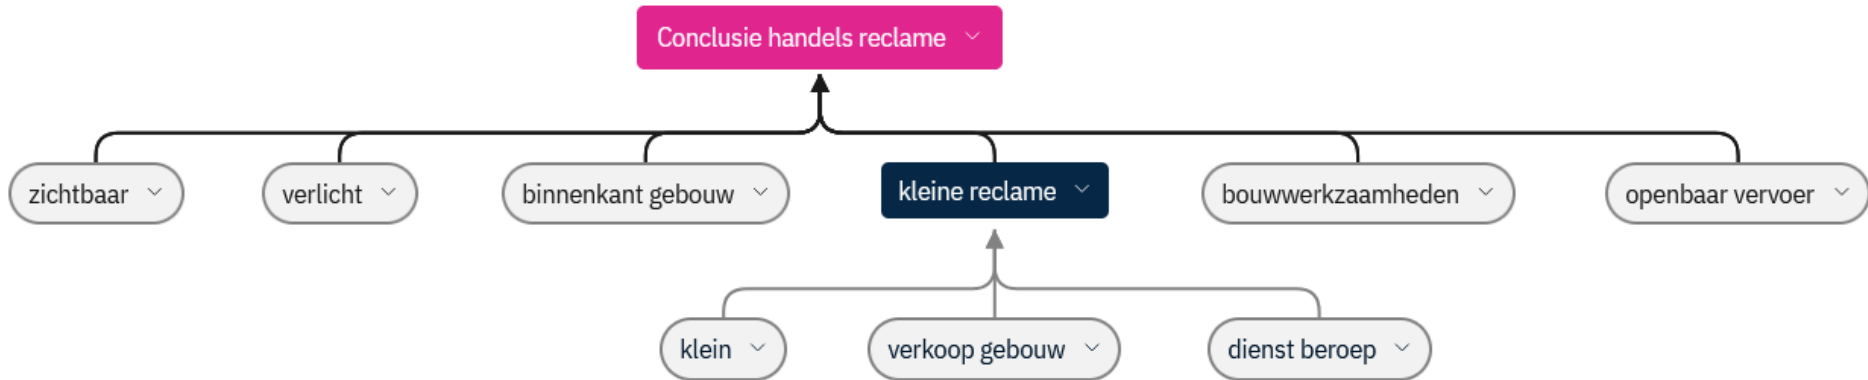 Conclusie handels reclame
zichtbaar
verlicht
binnenkant gebouw
kleine reclame
bouwwerkzaamheden
openbaar vervoer
klein
verkoop gebouw
dienst beroep